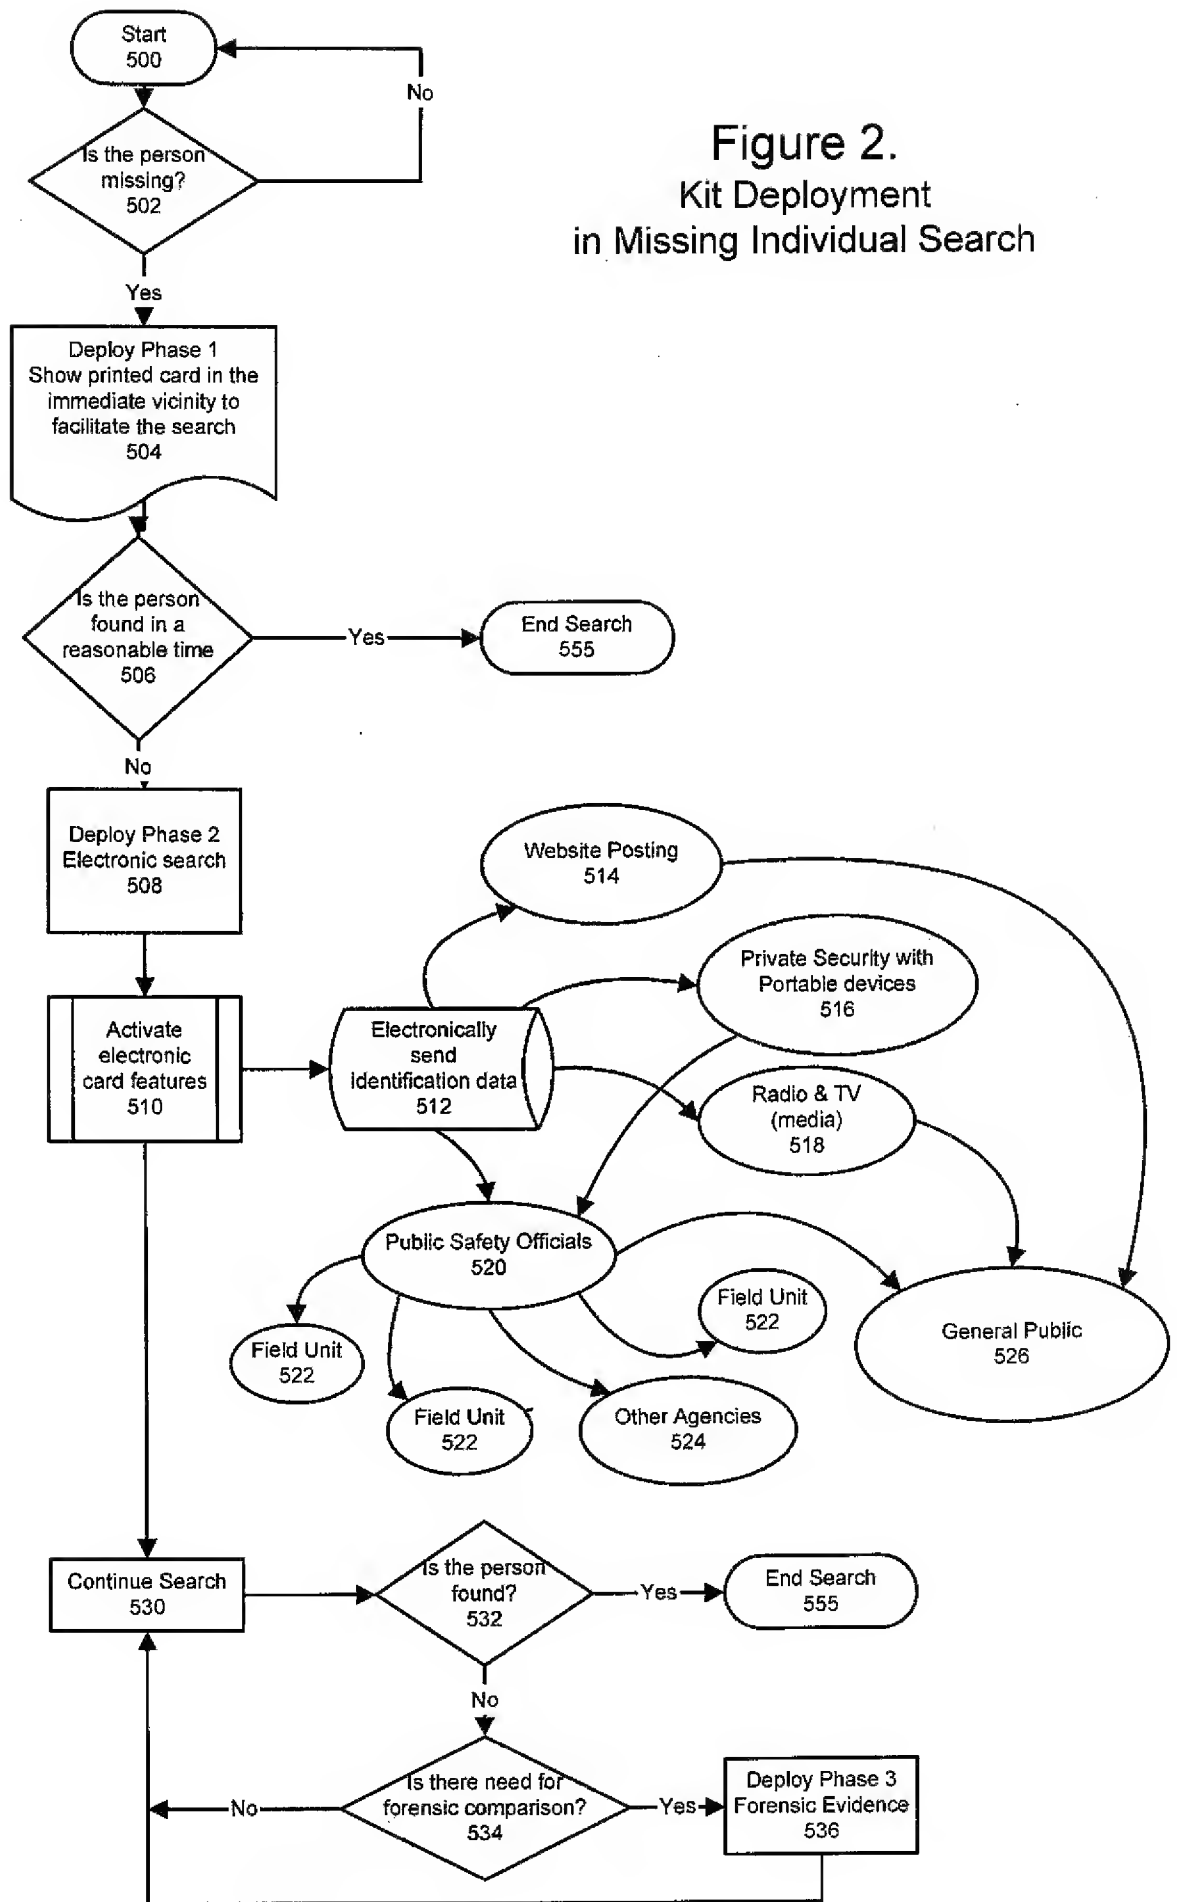 Start
500
No
Figure 2.
Kit Deployment
in Missing Individual Search
Is the person
missing?
502
Yes
Deploy Phase 1
Show printed card in the
immediate vicinity to
facilitate the search
504
Is the person
found in a
reasonable time
506
Yes
End Search
555
No
Deploy Phase 2
Electronic search
508
Website Posting
514
Private Security with
Portable devices
516
Activate
electronic
card features
510
Electronically
send
identification data
512
Radio & TV
(media)
518
Public Safety Officials
520
Field Unit
522
General Public
526
Field Unit
522
Field Unit
522
Other Agencies
524
Continue Search
530
Is the person
found?
532
Yes
End Search
555
No
Is there need for
forensic comparison?
534
No
Yes
Deploy Phase 3
Forensic Evidence
536